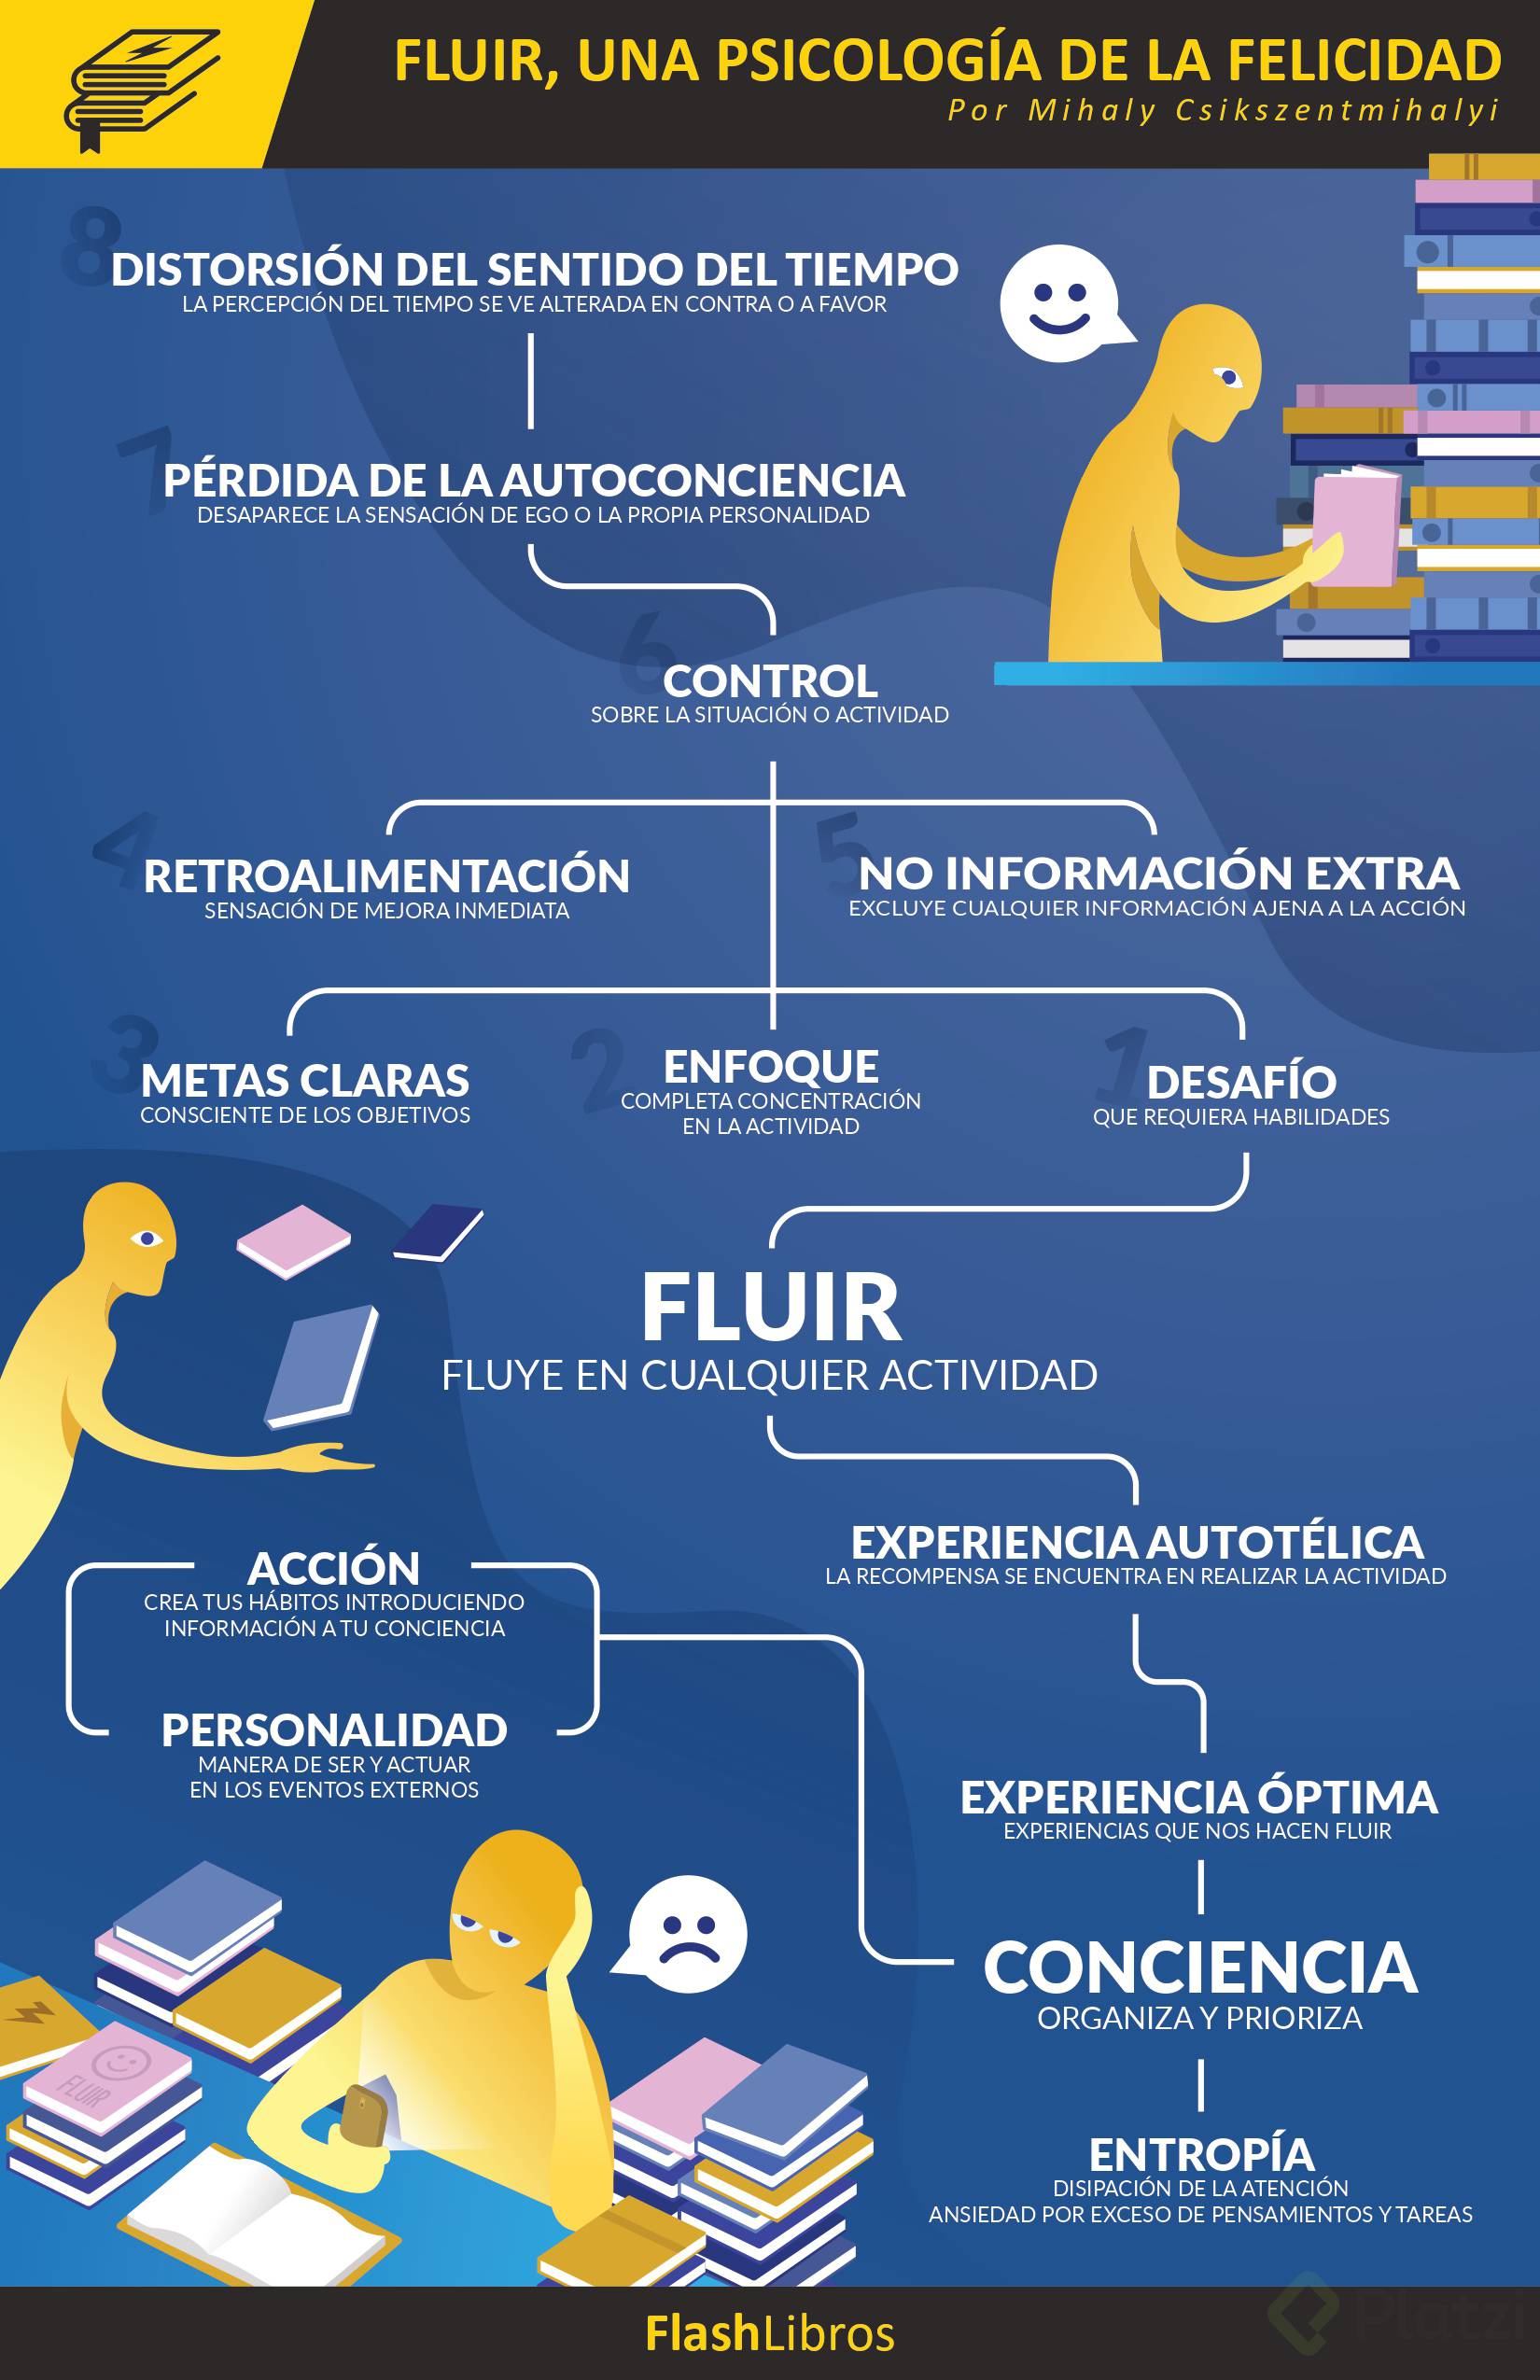 FLUIR, UNA PSICOLOGÍA DE LA FELICIDAD
Por Mihaly Csikszentmihalyi
8
DISTORSIÓN DEL SENTIDO DEL TIEMPO
LA PERCEPCIÓN DEL TIEMPO SE VE ALTERADA EN CONTRA O A FAVOR
7
PÉRDIDA DE LA AUTOCONCIENCIA
DESAPARECE LA SENSACIÓN DE EGO O LA PROPIA PERSONALIDAD
6
CONTROL
SOBRE LA SITUACIÓN O ACTIVIDAD
4
RETROALIMENTACIÓN
SENSACIÓN DE MEJORA INMEDIATA
5
NO INFORMACIÓN EXTRA
EXCLUYE CUALQUIER INFORMACIÓN AJENA A LA ACCIÓN
3
METAS CLARAS
CONSCIENTE DE LOS OBJETIVOS
2
ENFOQUE
COMPLETA CONCENTRACIÓN
EN LA ACTIVIDAD
1
DESAFÍO
QUE REQUIERA HABILIDADES
FLUIR
FLUYE EN CUALQUIER ACTIVIDAD
EXPERIENCIA AUTOTÉLICA
LA RECOMPENSA SE ENCUENTRA EN REALIZAR LA ACTIVIDAD
ACCIÓN
CREA TUS HÁBITOS INTRODUCIENDO
INFORMACIÓN A TU CONCIENCIA
PERSONALIDAD
MANERA DE SER Y ACTUAR
EN LOS EVENTOS EXTERNOS
EXPERIENCIA ÓPTIMA
EXPERIENCIAS QUE NOS HACEN FLUIR
CONCIENCIA
ORGANIZA Y PRIORIZA
FLUIR
ENTROPÍA
DISIPACIÓN DE LA ATENCIÓN
ANSIEDAD POR EXCESO DE PENSAMIENTOS Y TAREAS
FlashLibros
Platzi